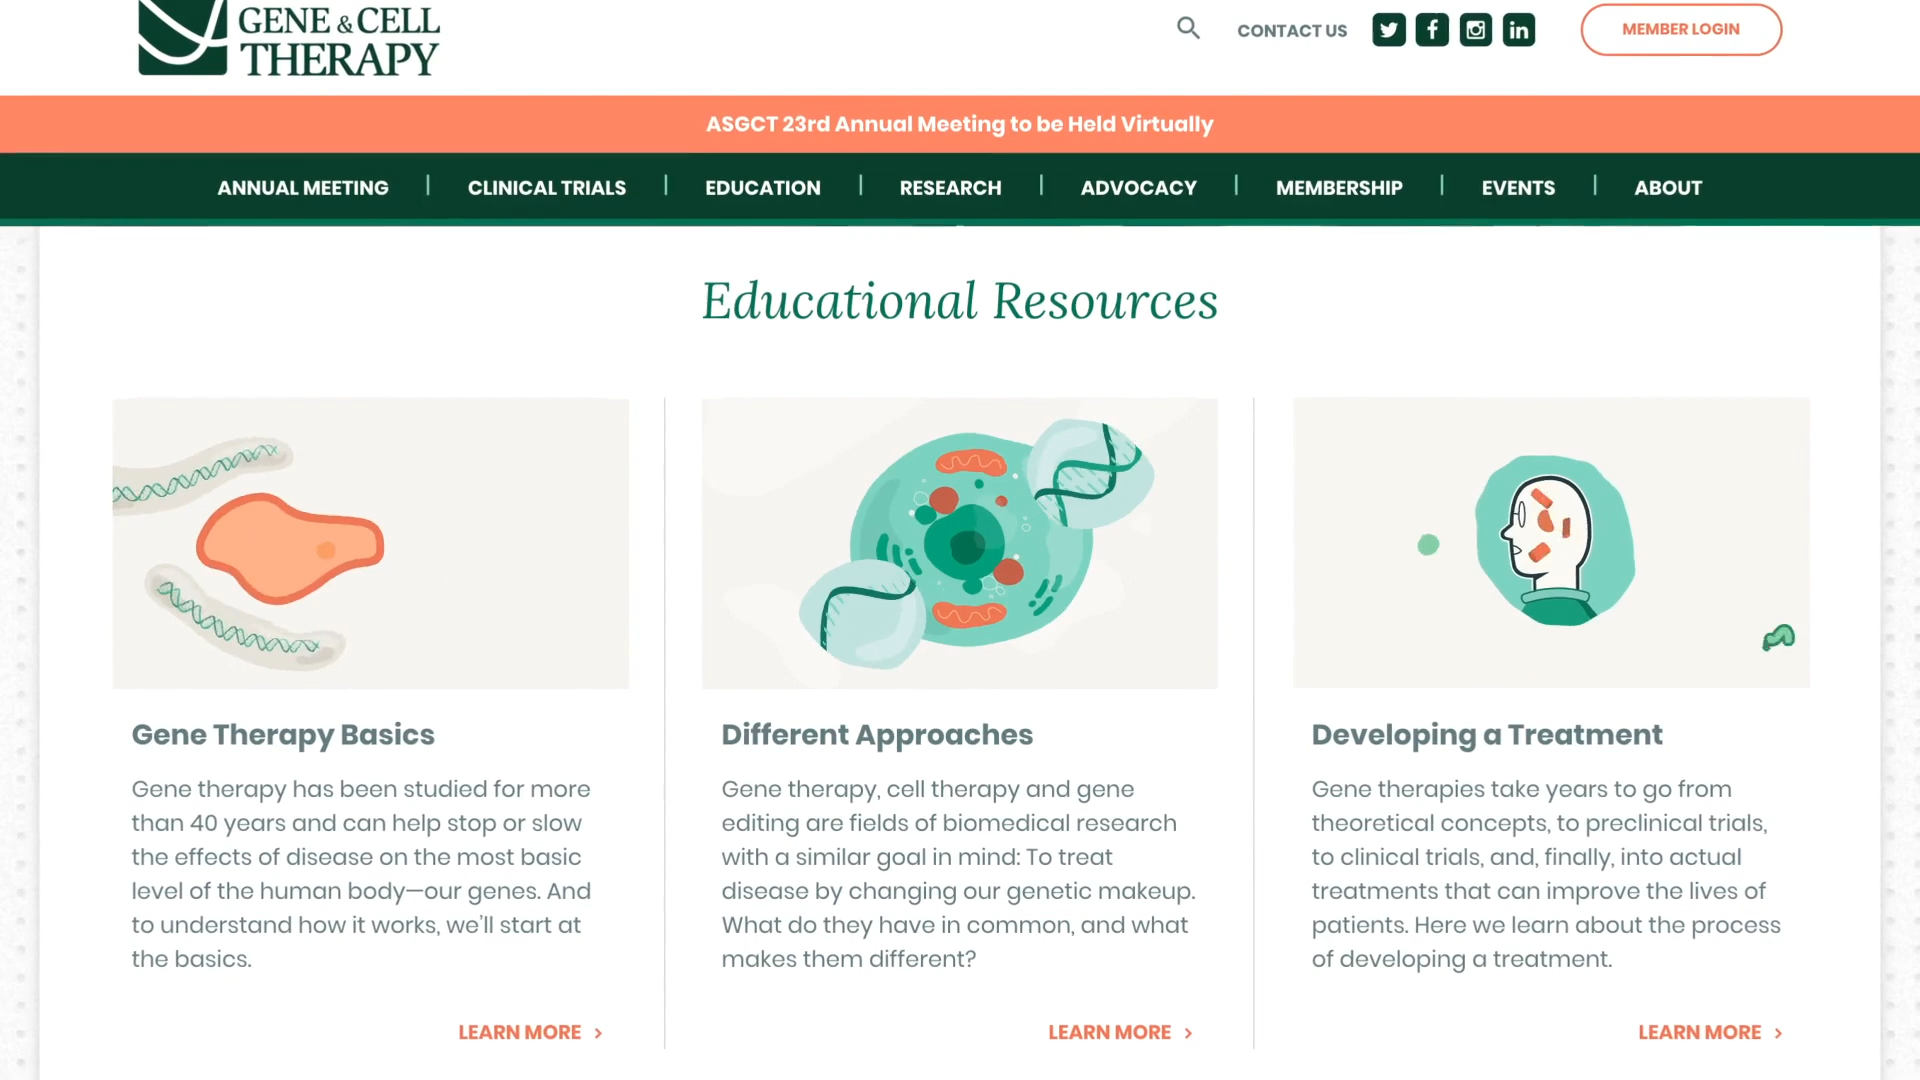 GENE & CELL
THERAPY
CONTACT US
MEMBER LOGIN
ASGCT 23rd Annual Meeting to be Held Virtually
ANNUAL MEETING
CLINICAL TRIALS
EDUCATION
RESEARCH
ADVOCACY
MEMBERSHIP
EVENTS
ABOUT
Educational Resources
Gene Therapy Basics
Gene therapy has been studied for more
than 40 years and can help stop or slow
the effects of disease on the most basic
level of the human body—our genes. And
to understand how it works, we'll start at
the basics.
LEARN MORE >
Different Approaches
Gene therapy, cell therapy and gene
editing are fields of biomedical research
with a similar goal in mind: To treat
disease by changing our genetic makeup.
What do they have in common, and what
makes them different?
LEARN MORE >
Developing a Treatment
Gene therapies take years to go from
theoretical concepts, to preclinical trials,
to clinical trials, and, finally, into actual
treatments that can improve the lives of
patients. Here we learn about the process
of developing a treatment.
LEARN MORE >